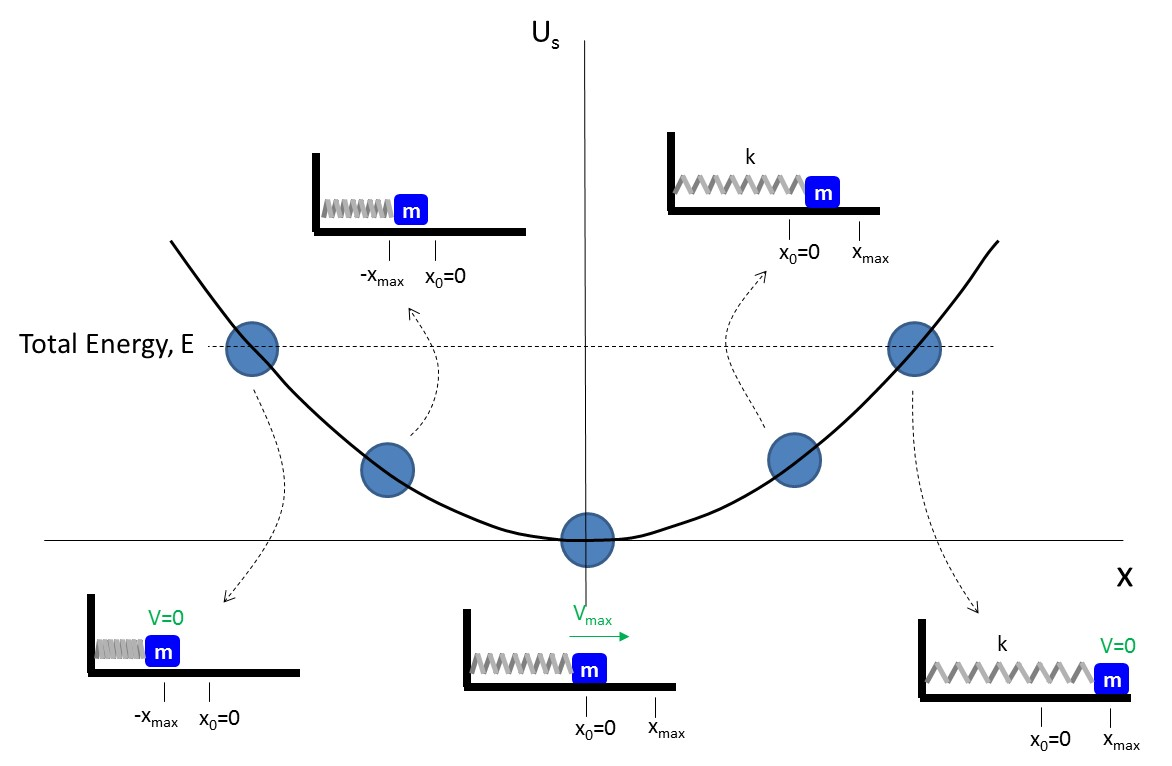 Uₛ
k
m
m
x₀=0
xₘₐₓ
-xₘₐₓ
x₀=0
Total Energy, E
x
V=0
m
-xₘₐₓ
x₀=0
Vₘₐₓ
m
x₀=0
xₘₐₓ
k
V=0
m
x₀=0
xₘₐₓ